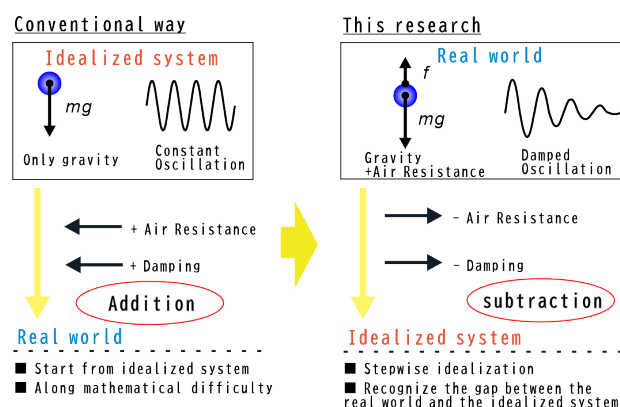 Conventional way
Idealized system
mg
Only gravity
Constant
Oscillation
+ Air Resistance
+ Damping
Addition
Real world
■ Start from idealized system
■ Along mathematical difficulty
This research
Real world
f
mg
Gravity
+Air Resistance
Damped
Oscillation
− Air Resistance
− Damping
subtraction
Idealized system
■ Stepwise idealization
■ Recognize the gap between the
real world and the idealized system